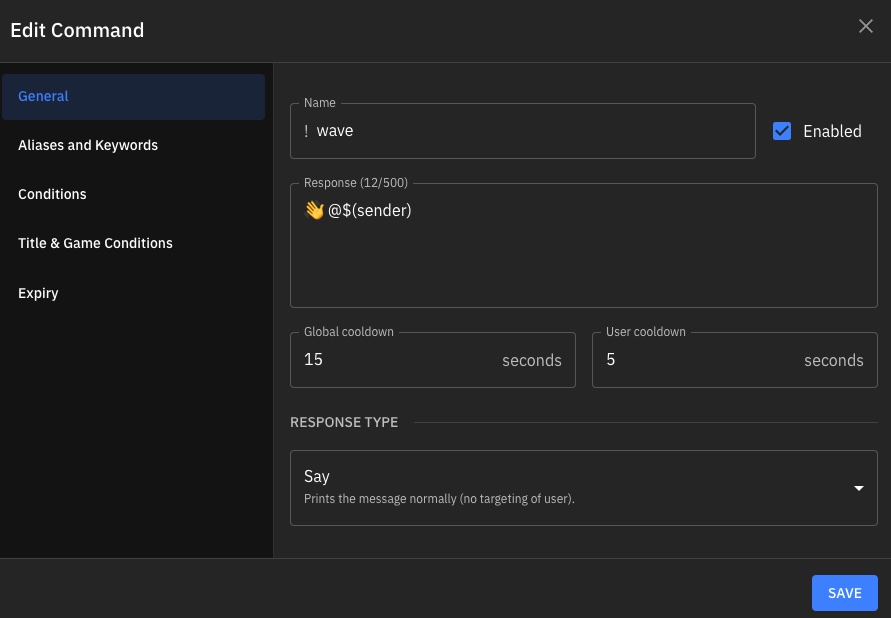 Edit Command
General
Aliases and Keywords
Conditions
Title & Game Conditions
Expiry
Name
! wave
Enabled
Response (12/500)
👋 @$(sender)
Global cooldown
15 seconds
User cooldown
5 seconds
RESPONSE TYPE
Say
Prints the message normally (no targeting of user).
SAVE